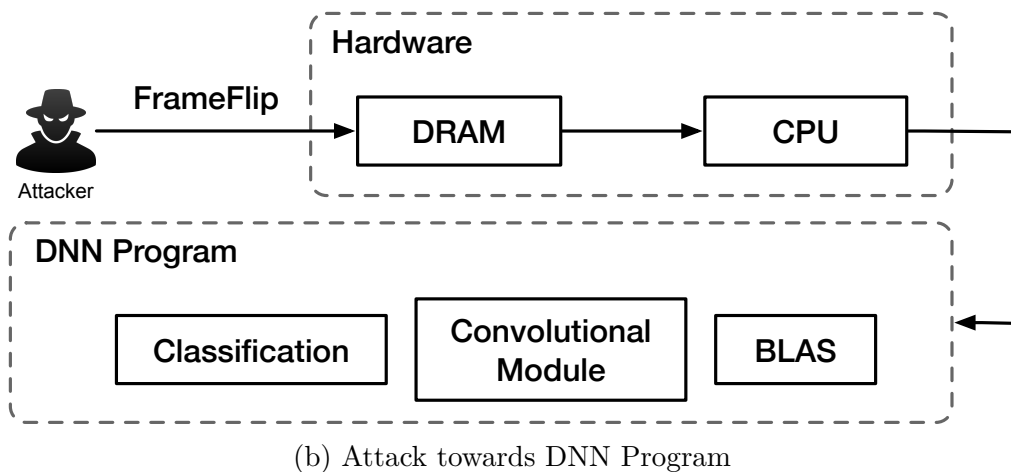 Hardware
FrameFlip
DRAM
CPU
Attacker
DNN Program
Classification
Convolutional
Module
BLAS
(b) Attack towards DNN Program